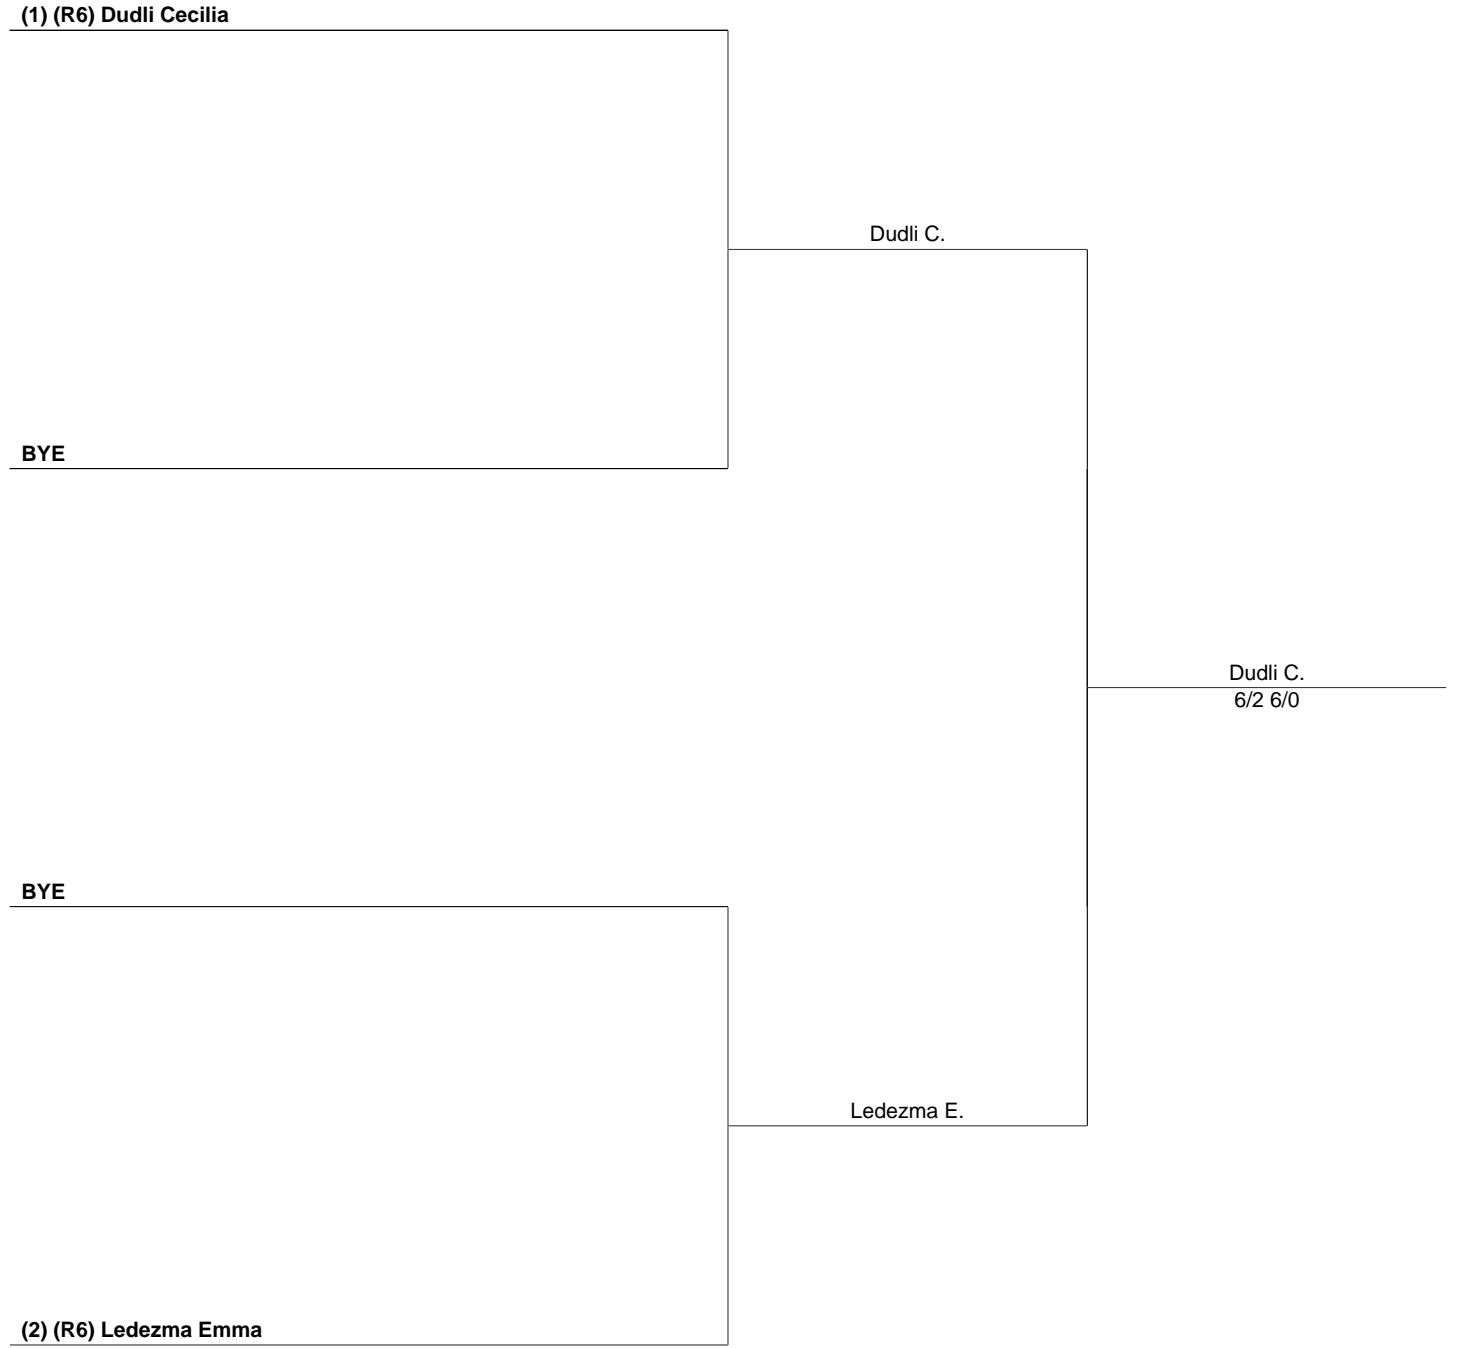 (1) (R6) Dudli Cecilia
Dudli C.
BYE
Dudli C.
6/2 6/0
BYE
Ledezma E.
(2) (R6) Ledezma Emma